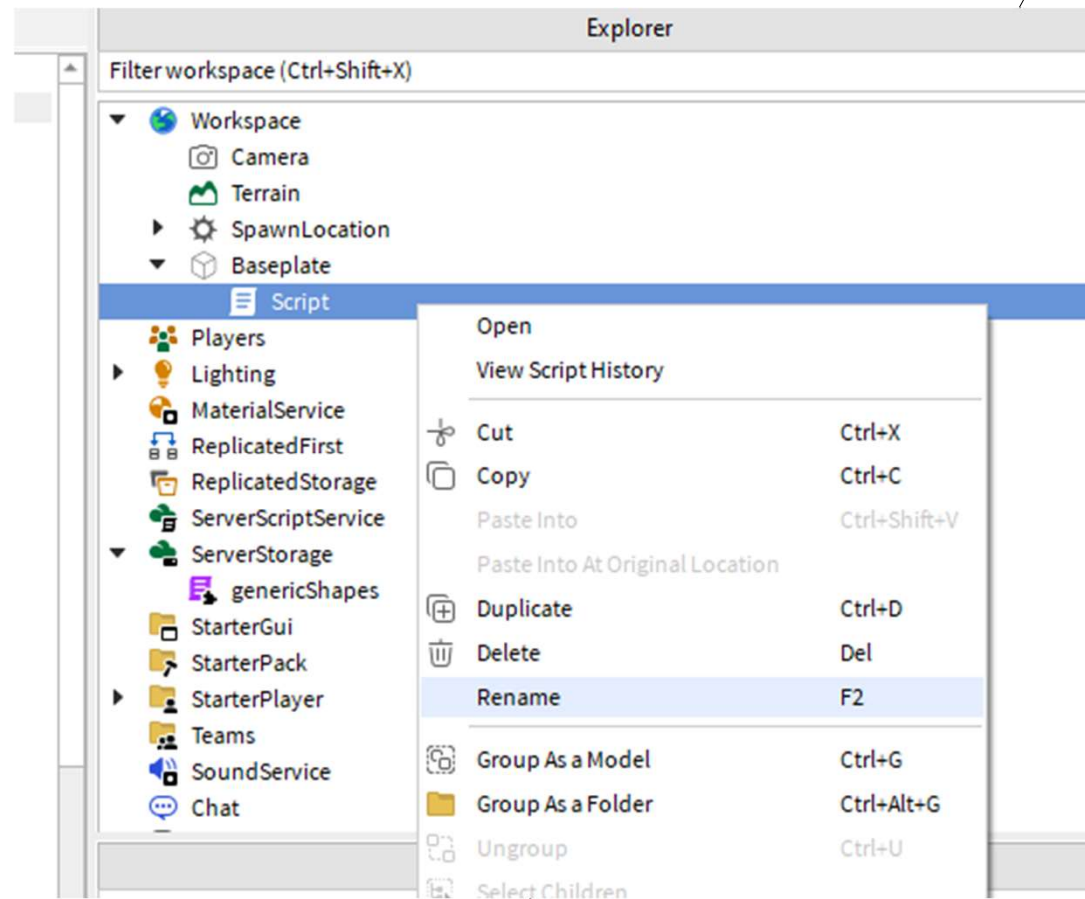 Explorer
Filter workspace (Ctrl+Shift+X)
Workspace
Camera
Terrain
SpawnLocation
Baseplate
Script
Players
Lighting
MaterialService
ReplicatedFirst
ReplicatedStorage
ServerScriptService
ServerStorage
genericShapes
StarterGui
StarterPack
StarterPlayer
Teams
SoundService
Chat
Open
View Script History
Cut Ctrl+X
Copy Ctrl+C
Paste Into Ctrl+Shift+V
Paste Into At Original Location
Duplicate Ctrl+D
Delete Del
Rename F2
Group As a Model Ctrl+G
Group As a Folder Ctrl+Alt+G
Ungroup Ctrl+U
Select Children